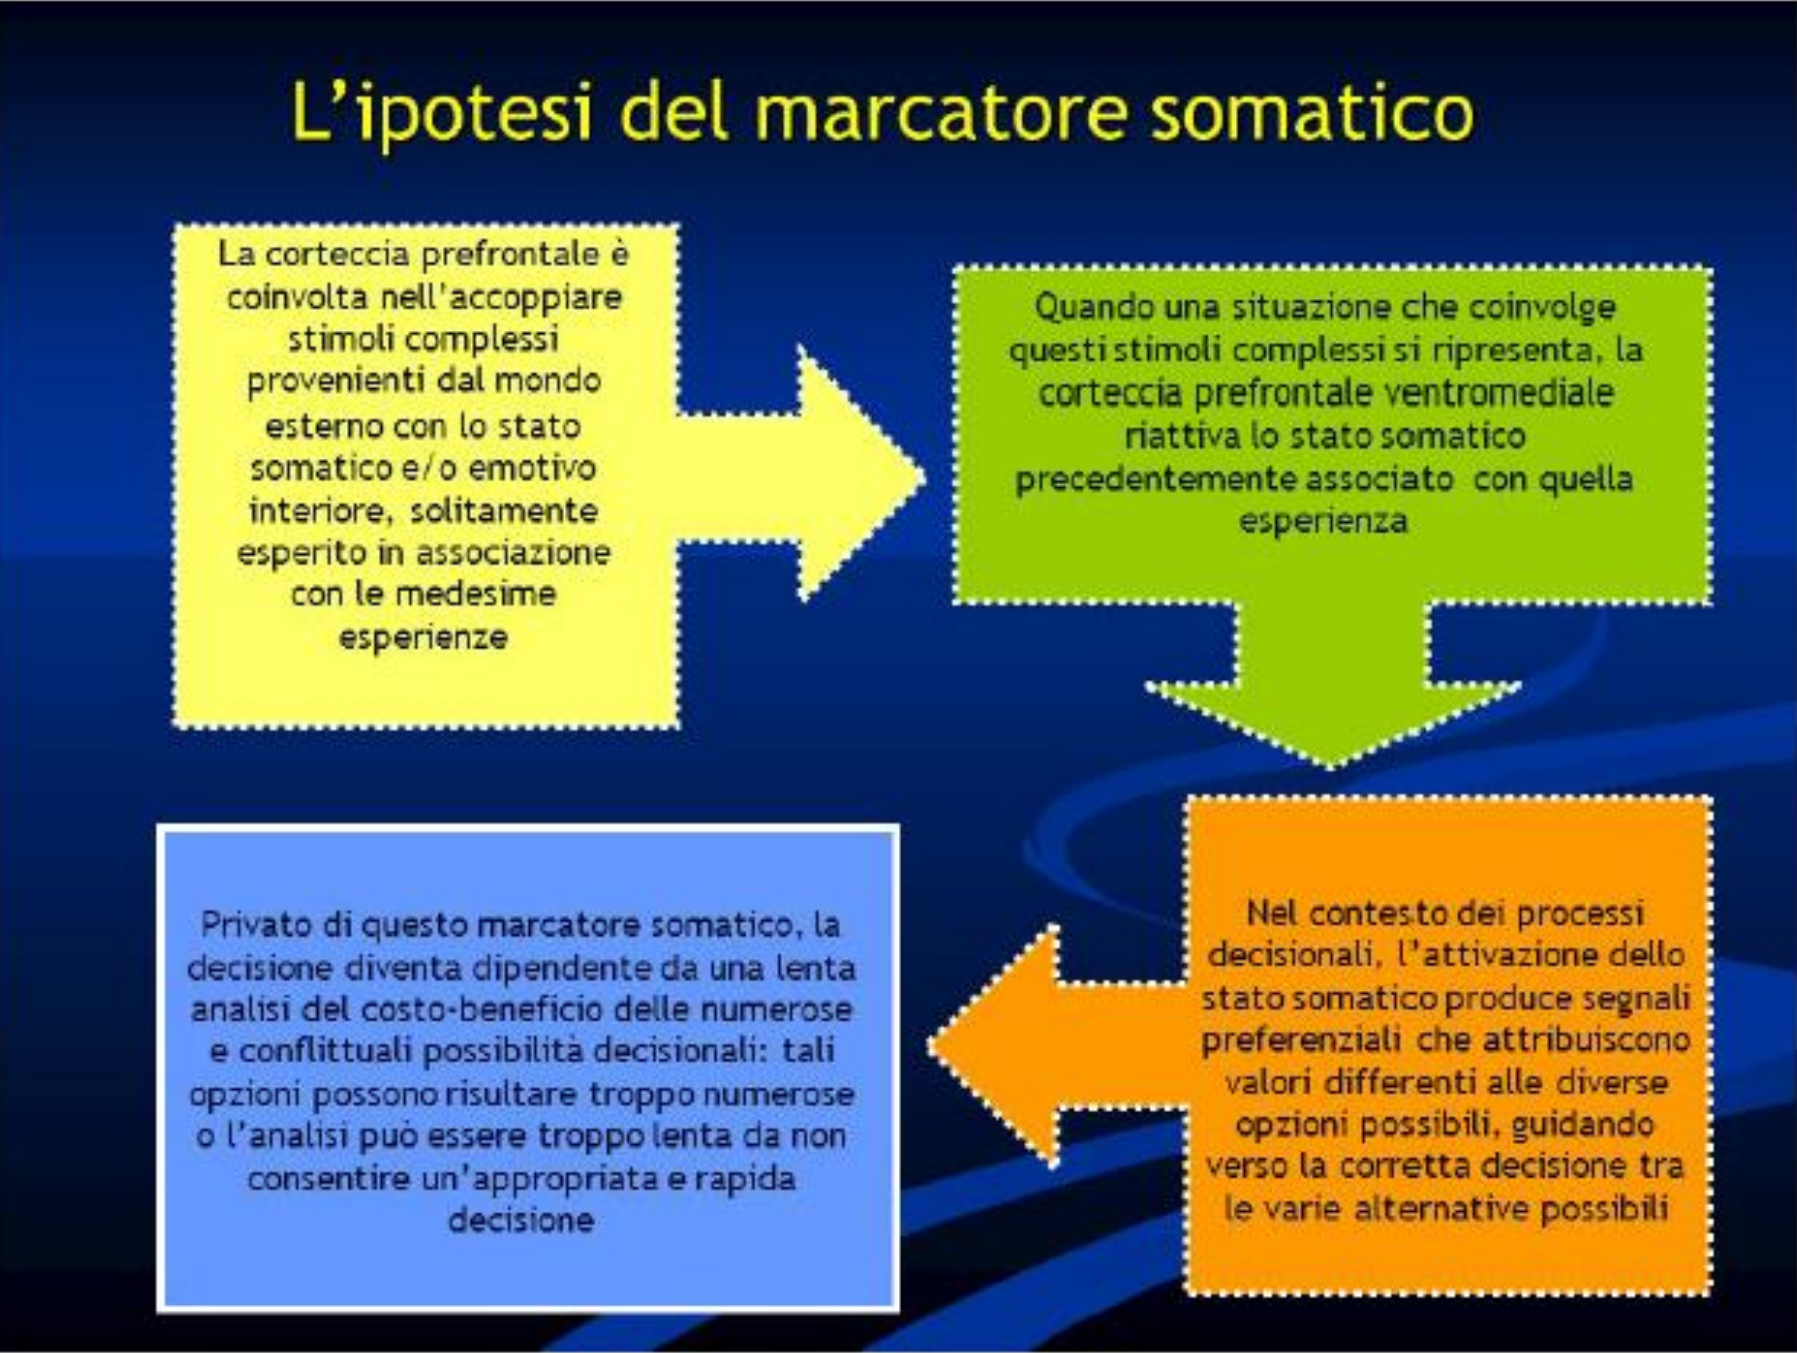 L'ipotesi del marcatore somatico
La corteccia prefrontale è
coinvolta nell'accoppiare
stimoli complessi
provenienti dal mondo
esterno con lo stato
somatico e/o emotivo
interiore, solitamente
esperito in associazione
con le medesime
esperienze
Quando una situazione che coinvolge
questi stimoli complessi si ripresenta, la
corteccia prefrontale ventromediale
riattiva lo stato somatico
precedentemente associato con quella
esperienza
Nel contesto dei processi
decisionali, l'attivazione dello
stato somatico produce segnali
preferenziali che attribuiscono
valori differenti alle diverse
opzioni possibili, guidando
verso la corretta decisione tra
le varie alternative possibili
Privato di questo marcatore somatico, la
decisione diventa dipendente da una lenta
analisi del costo-beneficio delle numerose
e conflittuali possibilità decisionali: tali
opzioni possono risultare troppo numerose
o l'analisi può essere troppo lenta da non
consentire un'appropriata e rapida
decisione